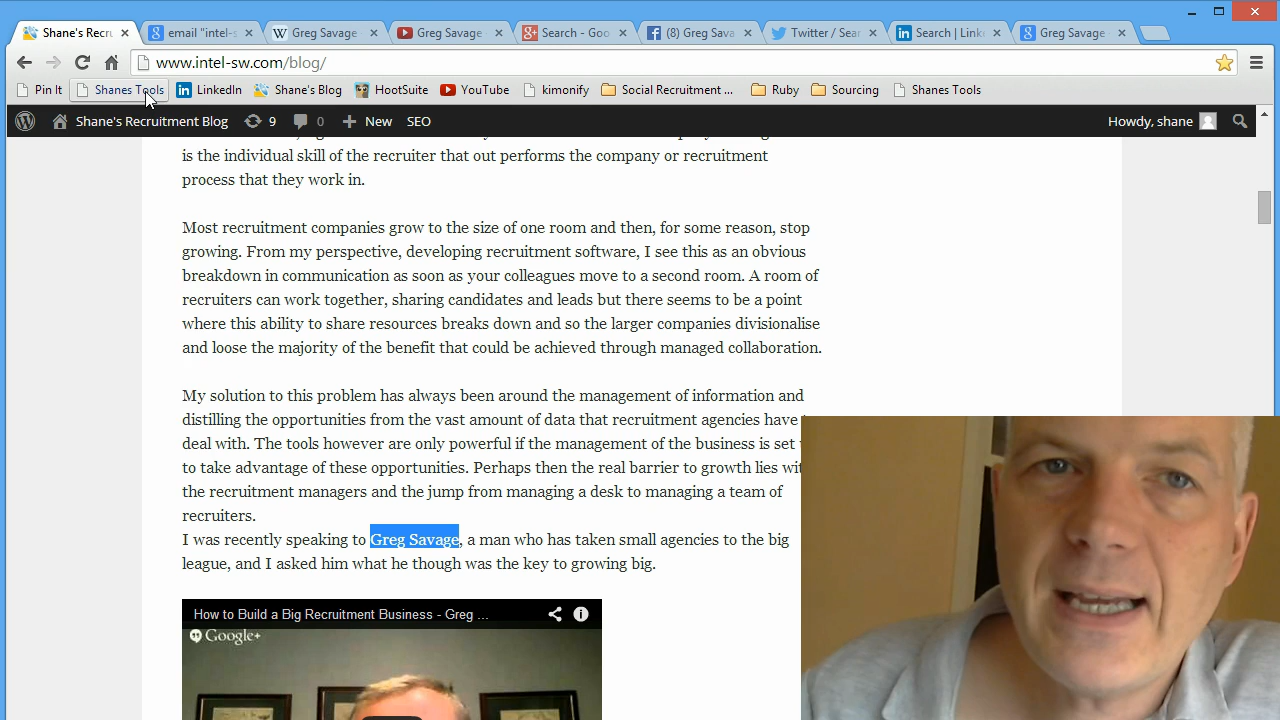 Shane's Recru
email "intel-s
Greg Savage
Greg Savage
Search - Goo
(8) Greg Sava
Twitter / Sear
Search | Linke
Greg Savage
www.intel-sw.com/blog/
Pin It
Shanes Tools
LinkedIn
Shane's Blog
HootSuite
YouTube
kimonify
Social Recruitment ...
Ruby
Sourcing
Shanes Tools
Shane's Recruitment Blog
9
0
New
SEO
Howdy, shane
is the individual skill of the recruiter that out performs the company or recruitment
process that they work in.
Most recruitment companies grow to the size of one room and then, for some reason, stop
growing. From my perspective, developing recruitment software, I see this as an obvious
breakdown in communication as soon as your colleagues move to a second room. A room of
recruiters can work together, sharing candidates and leads but there seems to be a point
where this ability to share resources breaks down and so the larger companies divisionalise
and loose the majority of the benefit that could be achieved through managed collaboration.
My solution to this problem has always been around the management of information and
distilling the opportunities from the vast amount of data that recruitment agencies have
deal with. The tools however are only powerful if the management of the business is set
to take advantage of these opportunities. Perhaps then the real barrier to growth lies
the recruitment managers and the jump from managing a desk to managing a team of
recruiters.
I was recently speaking to Greg Savage, a man who has taken small agencies to the big
league, and I asked him what he though was the key to growing big.
How to Build a Big Recruitment Business - Greg ...
Google+